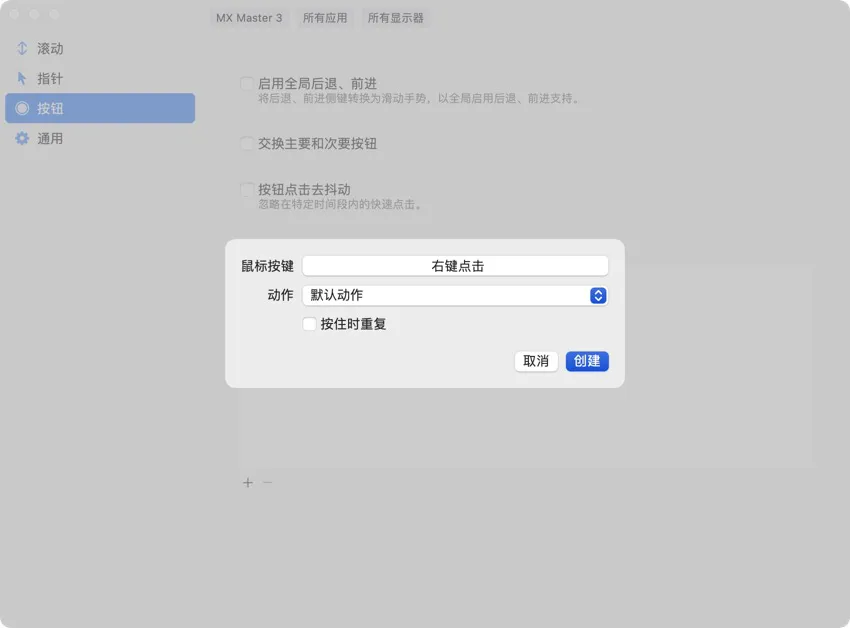 MX Master 3 所有应用 所有显示器
滚动
指针
按钮
通用
启用全局后退、前进
将后退、前进侧键转换为滑动手势，以全局启用后退、前进支持。
交换主要和次要按钮
按钮点击去抖动
忽略在特定时间段内的快速点击。
鼠标按键 右键点击
动作 默认动作
按住时重复
取消 创建